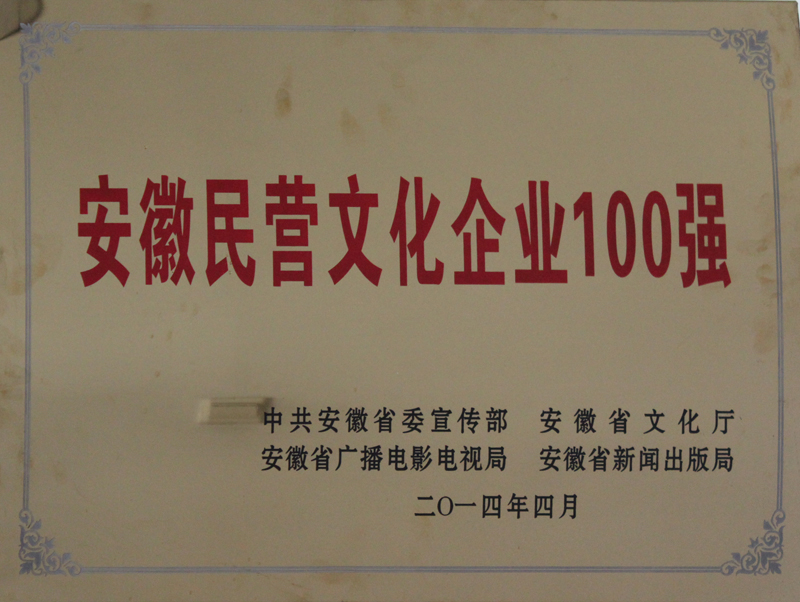 安徽民营文化企业100强
中共安徽省委宣传部 安徽省文化厅
安徽省广播电影电视局 安徽省新闻出版局
二〇一四年四月